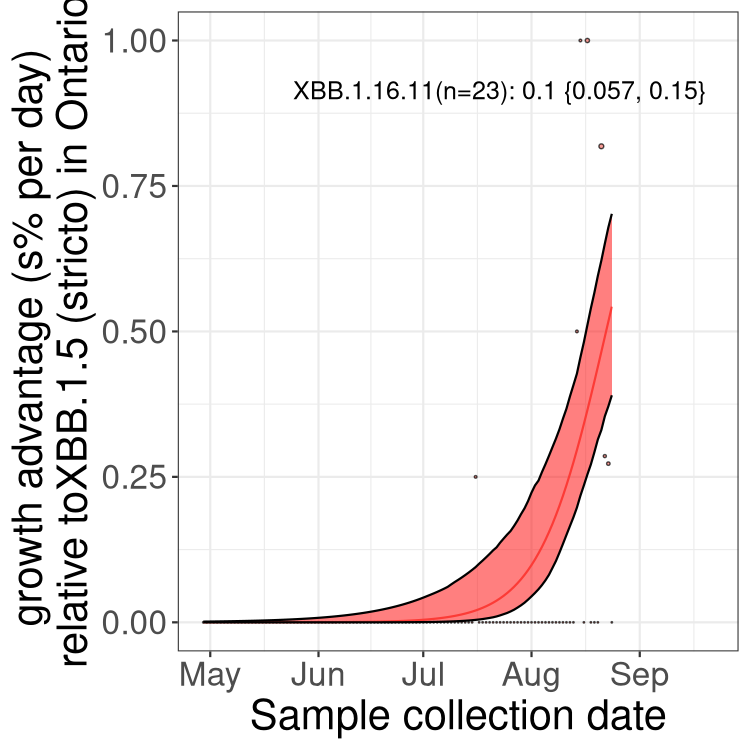 growth advantage (s% per day)
relative toXBB.1.5 (stricto) in Ontario
1.00
0.75
0.50
0.25
0.00
XBB.1.16.11(n=23): 0.1 {0.057, 0.15}
May Jun Jul Aug Sep
Sample collection date